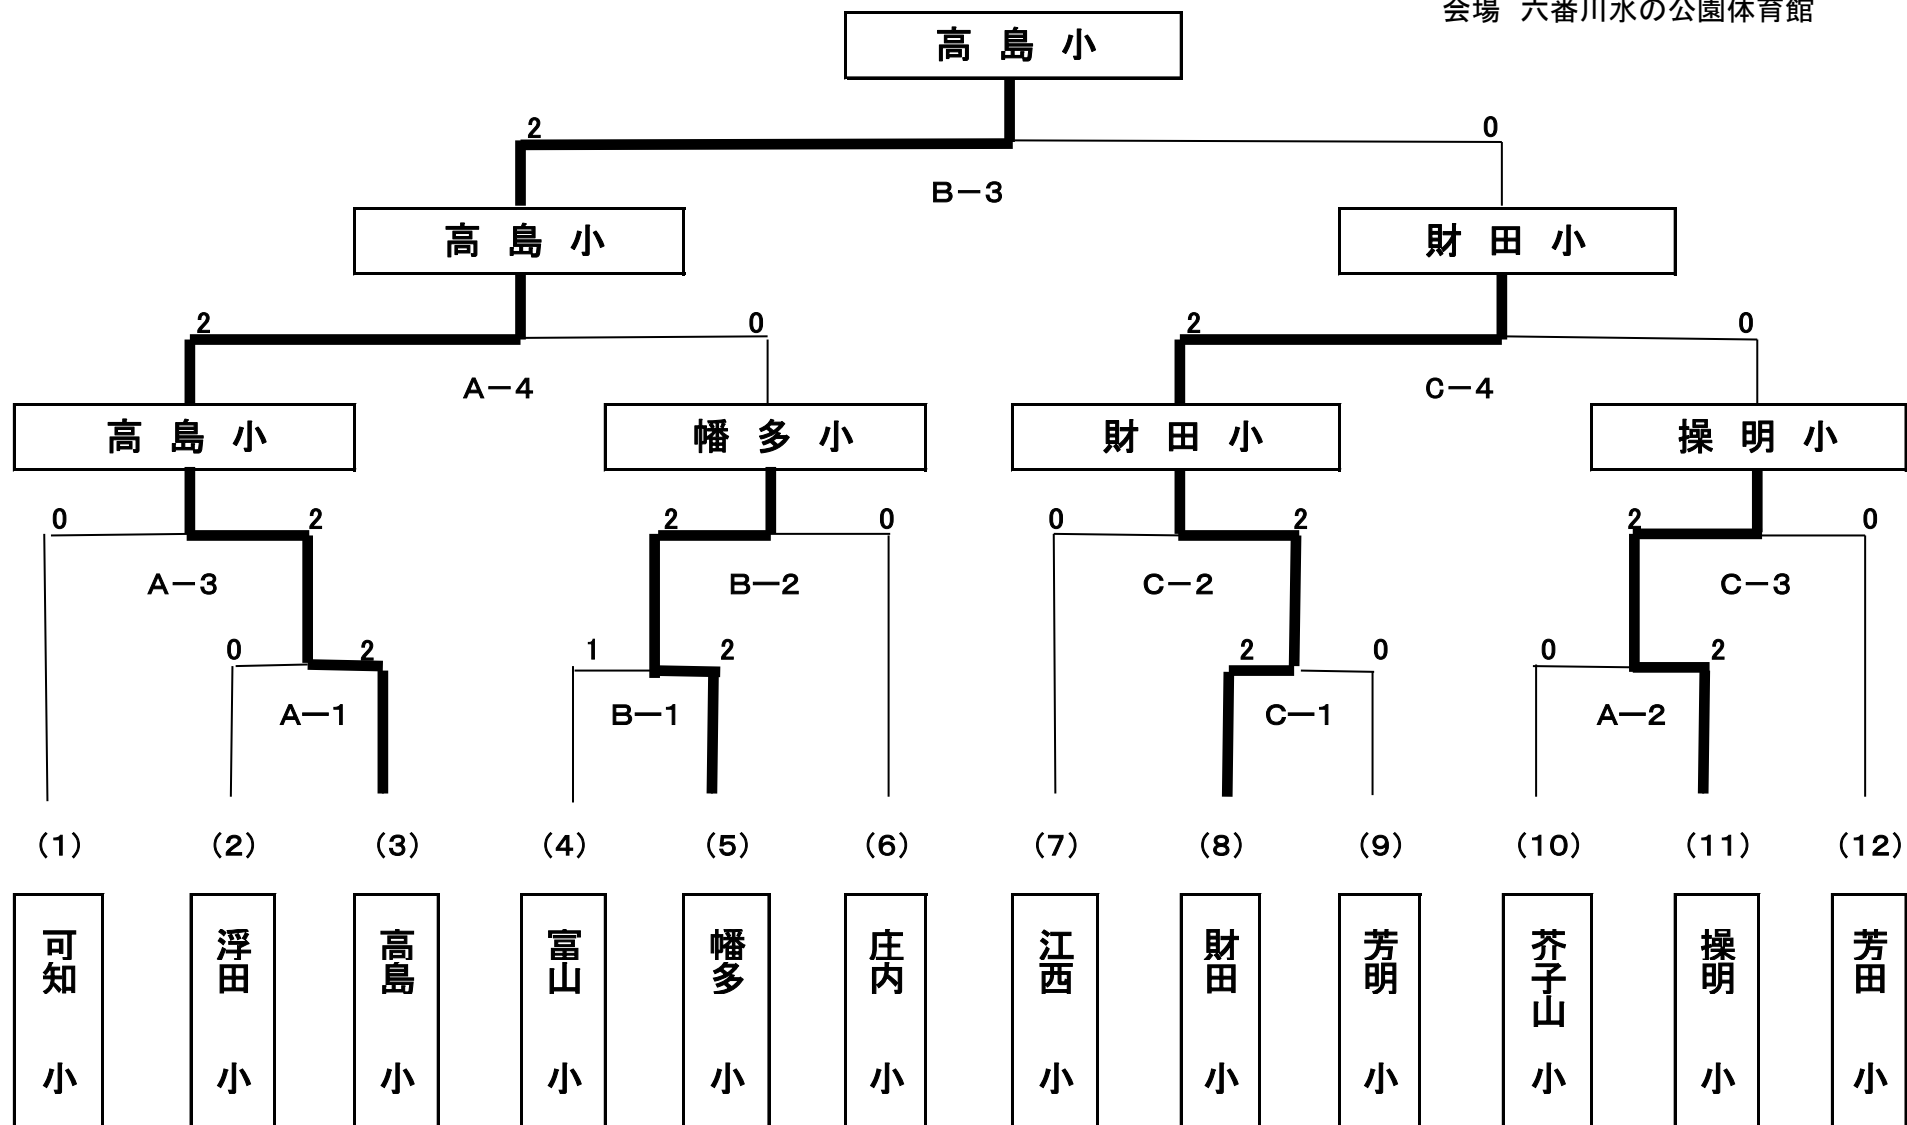 会場　六番川水の公園体育館
高 島 小
2 0
B－3
高 島 小 財 田 小
2 0 2 0
A－4 C－4
高 島 小 幡 多 小 財 田 小 操 明 小
0 2 2 0 0 2 2 0
A－3 B－2 C－2 C－3
0 2 1 2 2 0 0 2
A－1 B－1 C－1 A－2
（1） （2） （3） （4） （5） （6） （7） （8） （9） （10） （11） （12）
可知 小
浮田 小
高島 小
富山 小
幡多 小
庄内 小
江西 小
財田 小
芳明 小
芥子山 小
操明 小
芳田 小